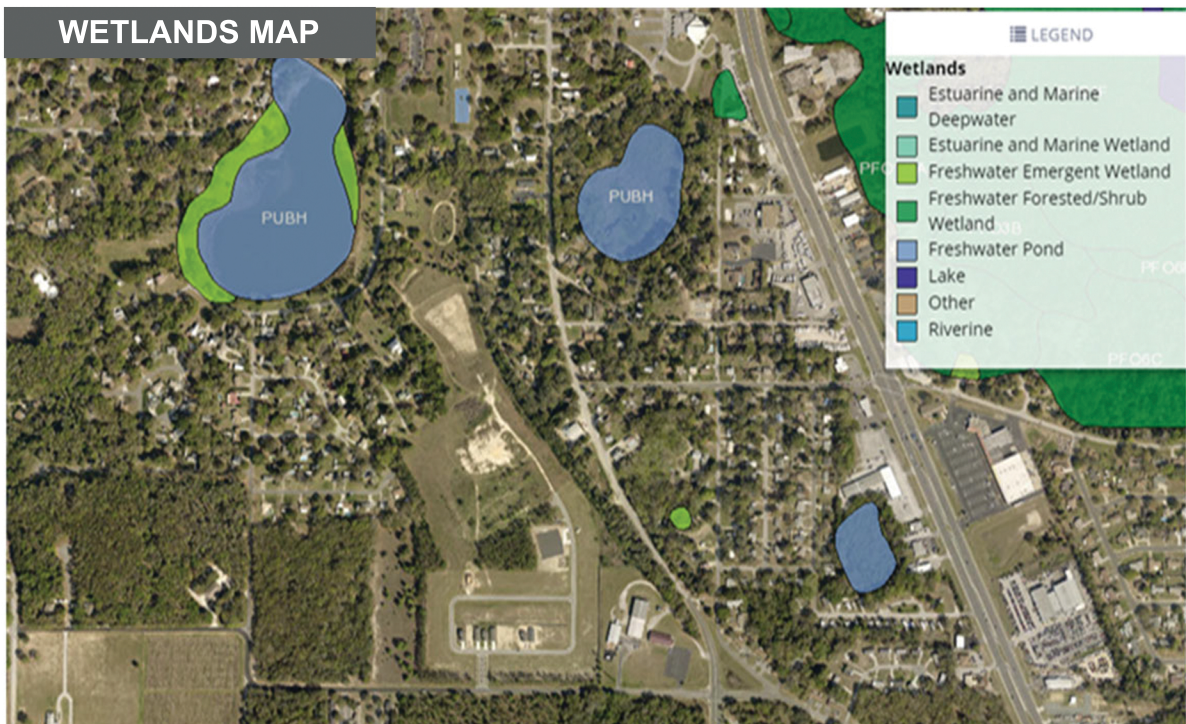 WETLANDS MAP
LEGEND
Wetlands
Estuarine and Marine
Deepwater
Estuarine and Marine Wetland
Freshwater Emergent Wetland
Freshwater Forested/Shrub
Wetland
Freshwater Pond
Lake
Other
Riverine
PUBH
PUBH
PFO6C